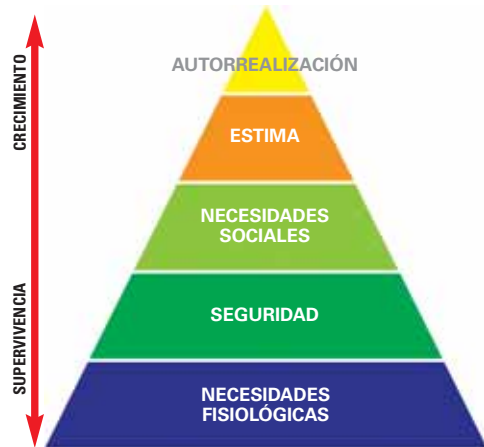 CRECIMIENTO
SUPERVIVENCIA
AUTORREALIZACIÓN
ESTIMA
NECESIDADES
SOCIALES
SEGURIDAD
NECESIDADES
FISIOLÓGICAS